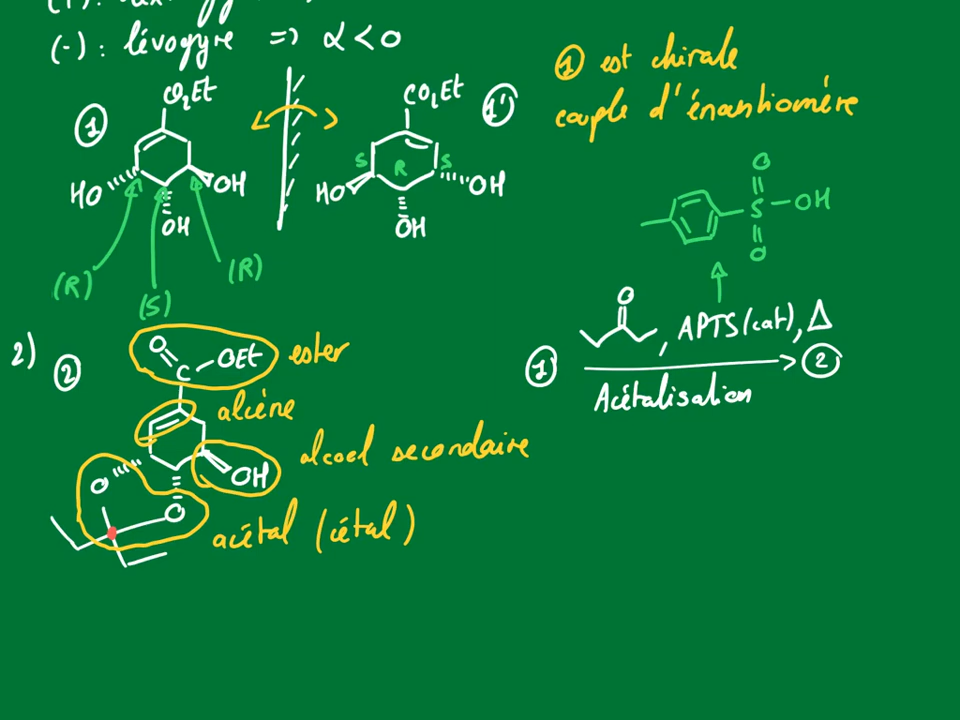 (-) : lévogyre => α < 0
① est chirale
couple d'énantiomère
①
CO₂Et
HO
OH
OH
(R)
(S)
(R)
CO₂Et
①'
S
R
S
HO
OH
OH
O
S
OH
O
2)
②
O
C
OEt
ester
alcène
alcool secondaire
OH
O
O
acétal (cétal)
O
①
, APTS (cat), Δ
②
Acétalisation